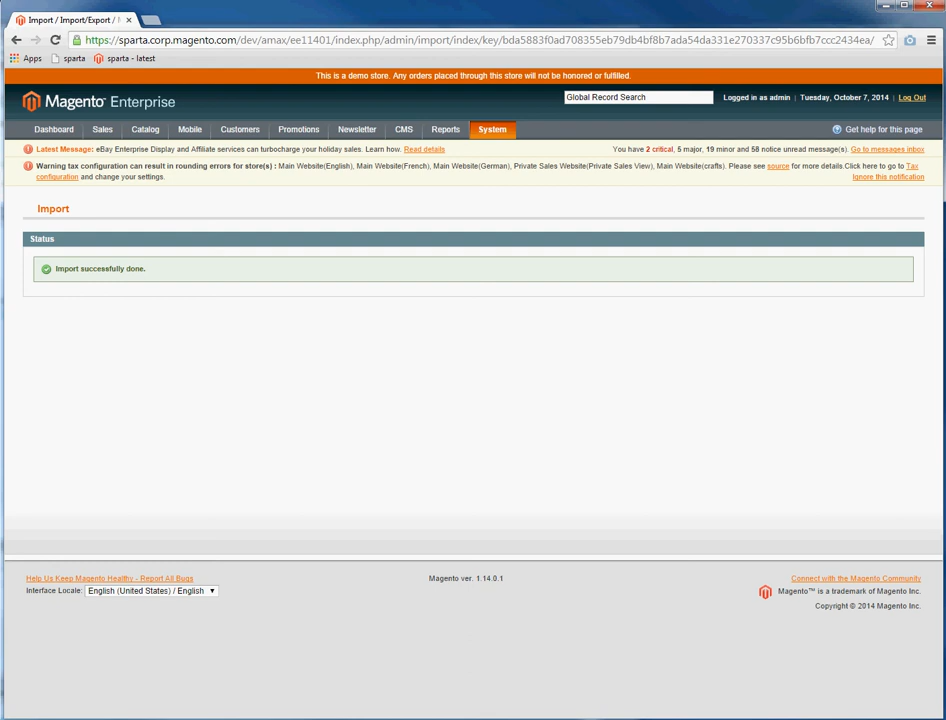 Import / Import/Export /
https://sparta.corp.magento.com/dev/amax/ee11401/index.php/admin/import/index/key/bda5883f0ad708355eb79db4bf8b7ada54da331e270337c95b6bfb7ccc2434ea/
Apps sparta sparta - latest
This is a demo store. Any orders placed through this store will not be honored or fulfilled.
Magento Enterprise Global Record Search Logged in as admin | Tuesday, October 7, 2014 | Log Out
Dashboard Sales Catalog Mobile Customers Promotions Newsletter CMS Reports System Get help for this page
Latest Message: eBay Enterprise Display and Affiliate services can turbocharge your holiday sales. Learn how. Read details You have 2 critical, 5 major, 19 minor and 58 notice unread message(s). Go to messages inbox
Warning tax configuration can result in rounding errors for store(s) : Main Website(English), Main Website(French), Main Website(German), Private Sales Website(Private Sales View), Main Website(crafts). Please see source for more details.Click here to go to Tax
configuration and change your settings. Ignore this notification
Import
Status
Import successfully done.
Help Us Keep Magento Healthy - Report All Bugs Magento ver. 1.14.0.1 Connect with the Magento Community
Interface Locale: English (United States) / English Magento™ is a trademark of Magento Inc.
Copyright © 2014 Magento Inc.